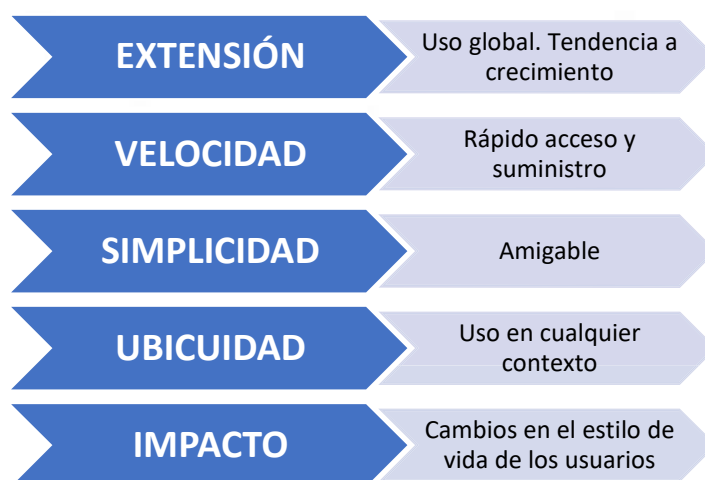 EXTENSIÓN
Uso global. Tendencia a
crecimiento
VELOCIDAD
Rápido acceso y
suministro
SIMPLICIDAD
Amigable
UBICUIDAD
Uso en cualquier
contexto
IMPACTO
Cambios en el estilo de
vida de los usuarios